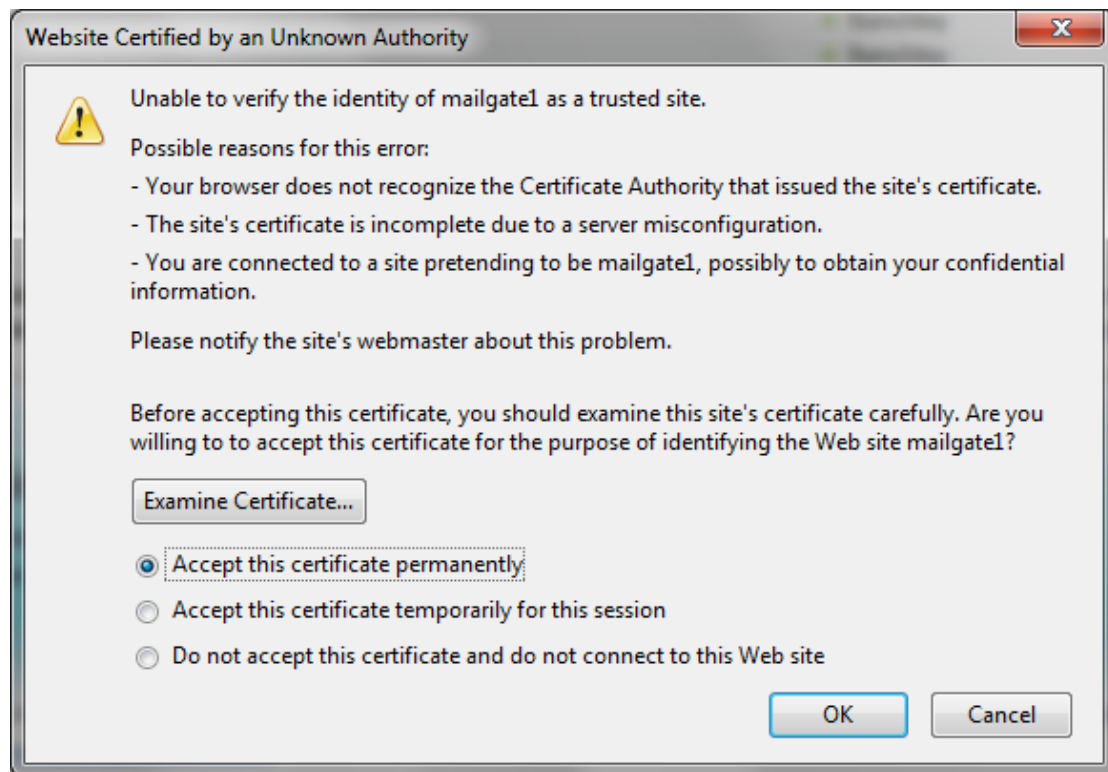 Website Certified by an Unknown Authority
Unable to verify the identity of mailgate1 as a trusted site.
Possible reasons for this error:
- Your browser does not recognize the Certificate Authority that issued the site's certificate.
- The site's certificate is incomplete due to a server misconfiguration.
- You are connected to a site pretending to be mailgate1, possibly to obtain your confidential
information.
Please notify the site's webmaster about this problem.
Before accepting this certificate, you should examine this site's certificate carefully. Are you
willing to to accept this certificate for the purpose of identifying the Web site mailgate1?
Examine Certificate...
Accept this certificate permanently
Accept this certificate temporarily for this session
Do not accept this certificate and do not connect to this Web site
OK Cancel